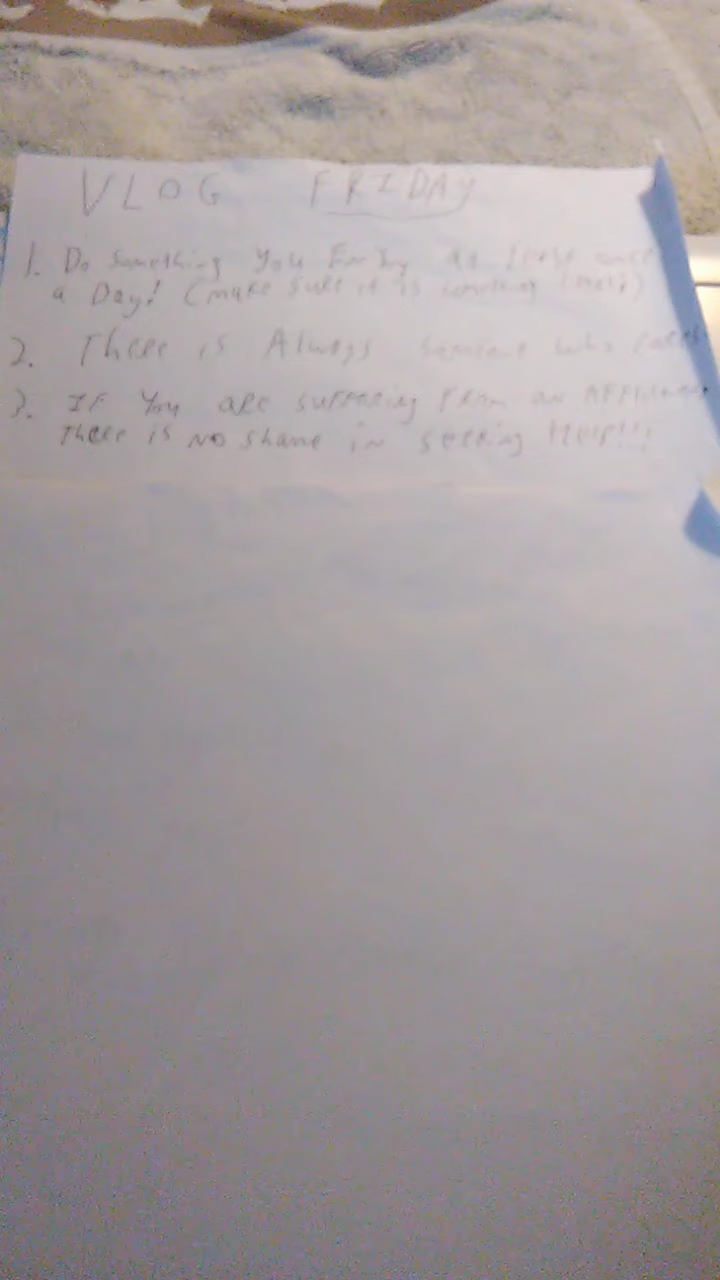 VLOG FRIDAY
1. Do Something You Enjoy At least once
a Day! (make sure it is something
2. There is Always someone who cares
3. IF You are suffering From an
there is No shame in seeking Help!!!